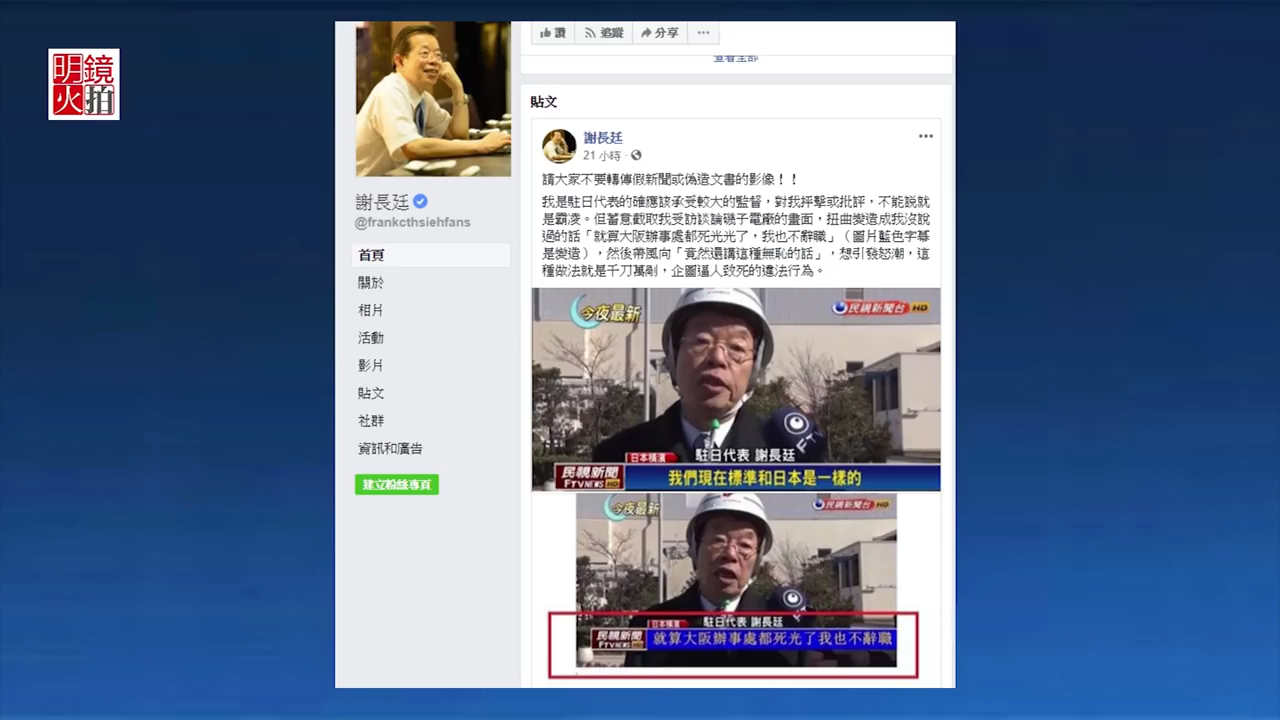 明鏡
火拍
讚
追蹤
分享
查看全部
貼文
謝長廷
21 小時
請大家不要轉傳假新聞或偽造文書的影像！！
我是駐日代表的確應該承受較大的監督，對我抨擊或批評，不能說就
是霸凌。但蓄意截取我受訪談論磯子電廠的畫面，扭曲變造成我沒說
過的話「就算大阪辦事處都死光光了，我也不辭職」（圖片藍色字幕
是變造），然後帶風向「竟然還講這種無恥的話」，想引發怒潮，這
種做法就是千刀萬剮，企圖逼人致死的違法行為。
謝長廷
@frankcthsiehfans
首頁
關於
相片
活動
影片
貼文
社群
資訊和廣告
建立粉絲專頁
今夜最新
民視新聞台 HD
FTV
日本橫濱
駐日代表 謝長廷
民視新聞
FTVNEWS HD
我們現在標準和日本是一樣的
今夜最新
民視新聞台 HD
日本橫濱
駐日代表 謝長廷
民視新聞
FTVNEWS HD
就算大阪辦事處都死光了我也不辭職